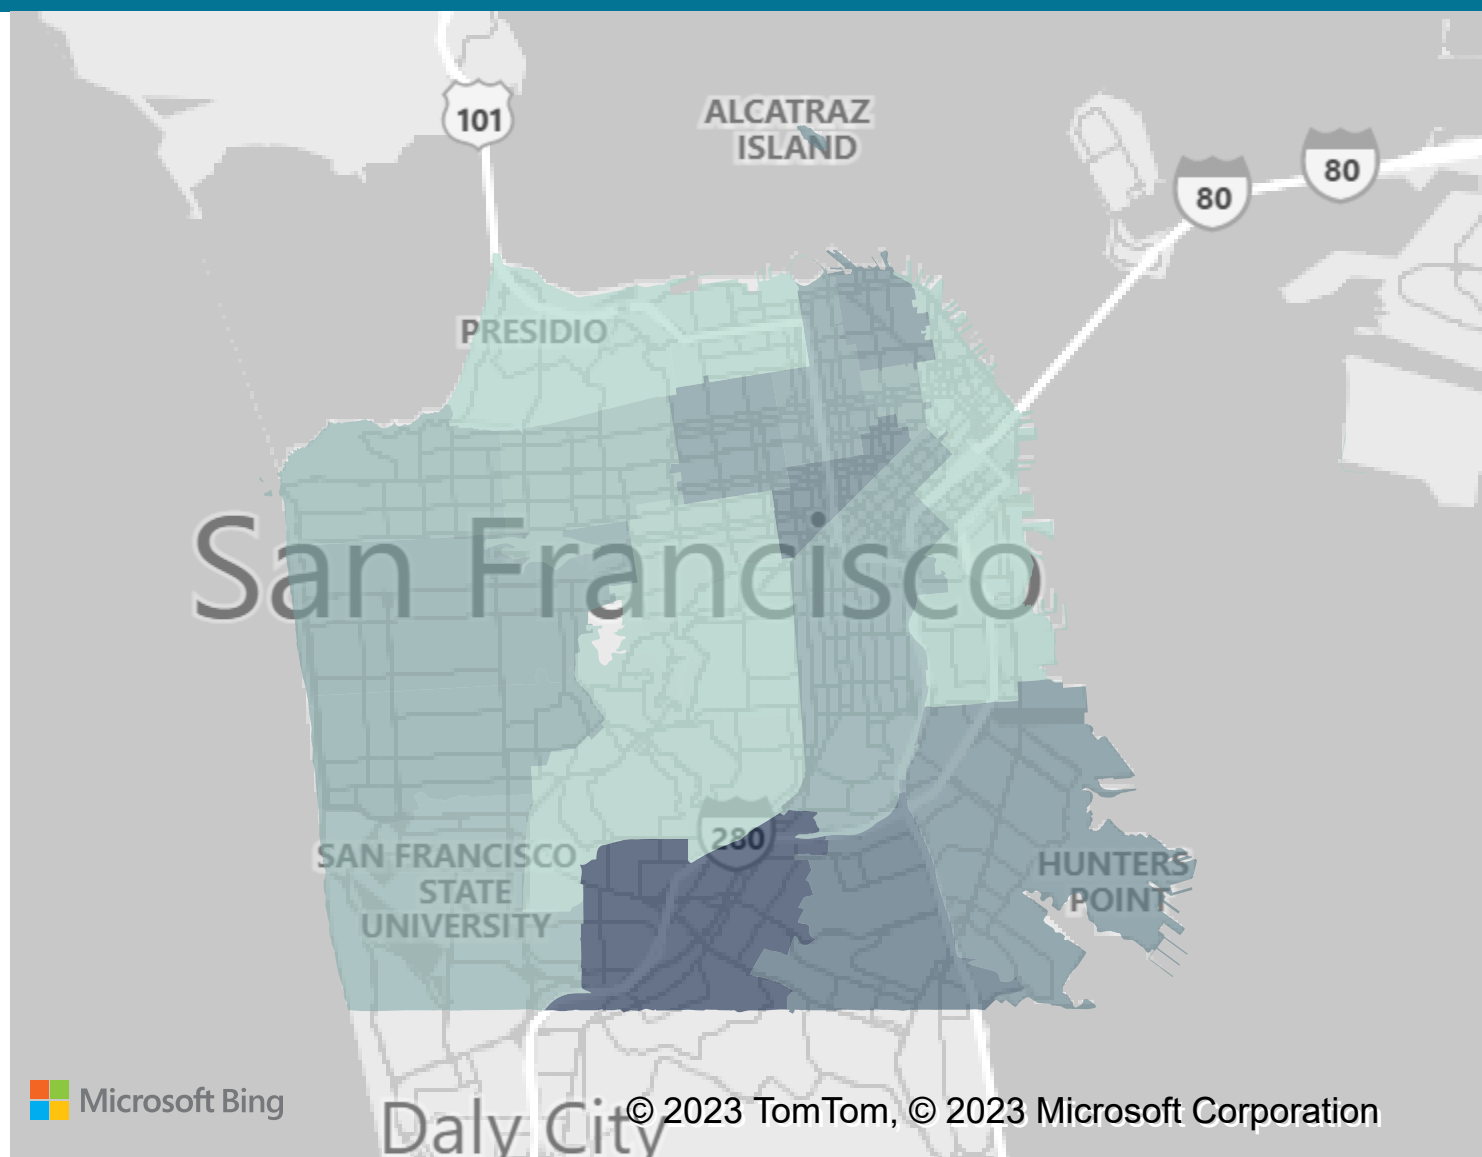 101
ALCATRAZ
ISLAND
80
80
PRESIDIO
San Francisco
280
SAN FRANCISCO
STATE
UNIVERSITY
HUNTERS
POINT
Microsoft Bing
Daly City
© 2023 TomTom, © 2023 Microsoft Corporation